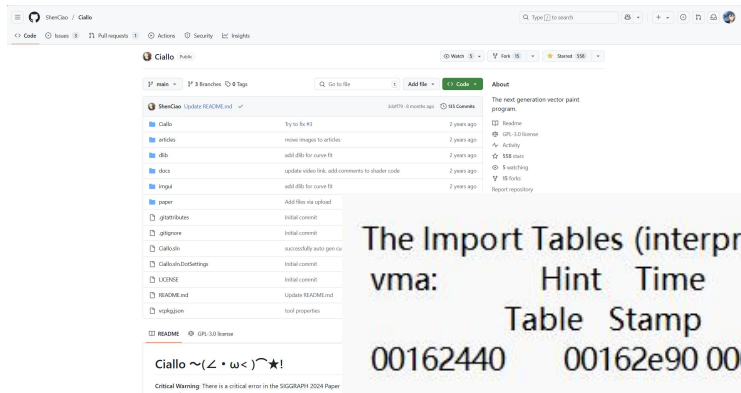 ShenCiao / Ciallo
Type / to search
Code Issues 3 Pull requests 1 Actions Security Insights
Ciallo Public
Watch 5 Fork 15 Starred 558
main 3 Branches 0 Tags
Go to file
Add file
Code
About
The next generation vector paint program.
Readme
GPL-3.0 license
Activity
558 stars
5 watching
15 forks
Report repository
ShenCiao Update README.md
8 months ago 135 Commits
Ciallo Try to fix #3 2 years ago
articles move images to articles 2 years ago
dlib add dlib for curve fit 2 years ago
docs update video link. add comments to shader code 2 years ago
imgui add dlib for curve fit 2 years ago
paper Add files via upload
.gitattributes Initial commit
.gitignore Initial commit
Ciallo.sln successfully auto gen cu
Ciallo.sln.DotSettings Initial commit
LICENSE Initial commit
README.md Update README.md
vcpkg.json tool properties
README GPL-3.0 license
Ciallo ~(∠・ω< )⌒★!
Critical Warning: There is a critical error in the SIGGRAPH 2024 Paper
The Import Tables (interpr
vma: Hint Time
Table Stamp
00162440 00162e90 00